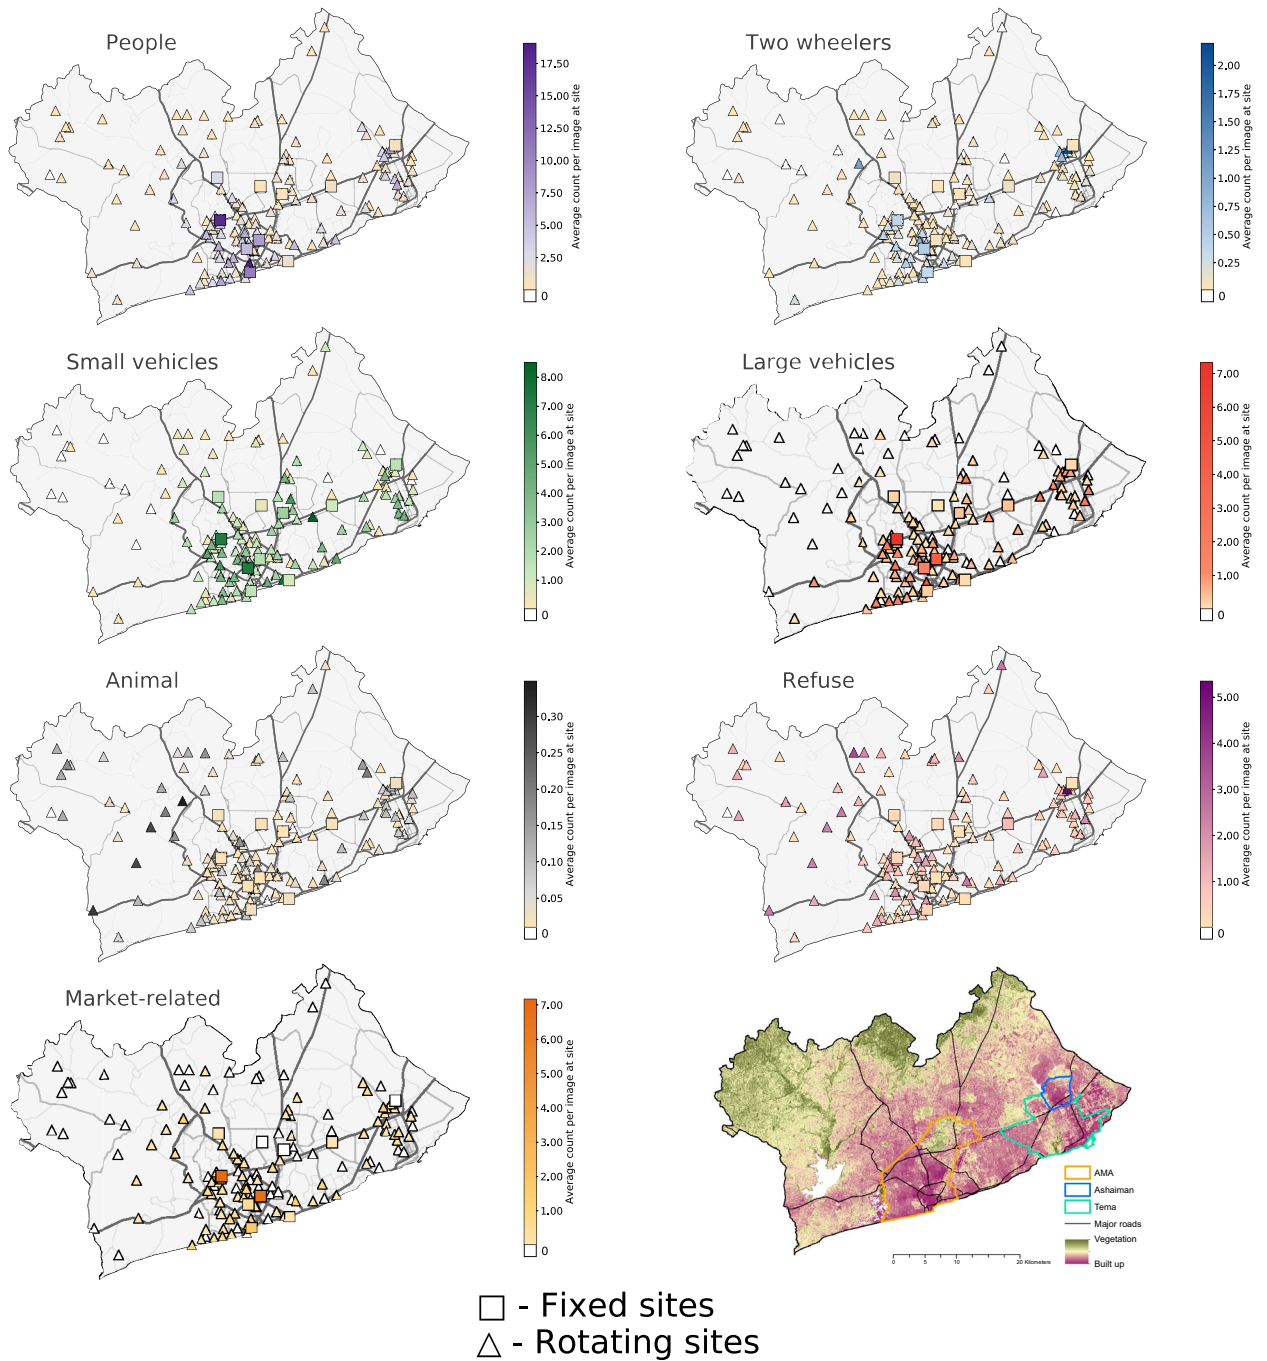 People
17.50
15.00
12.50
10.00
7.50
5.00
2.50
0
Average count per image at site
Two wheelers
2.00
1.75
1.50
1.25
1.00
0.75
0.50
0.25
0
Average count per image at site
Small vehicles
8.00
7.00
6.00
5.00
4.00
3.00
2.00
1.00
0
Average count per image at site
Large vehicles
7.00
6.00
5.00
4.00
3.00
2.00
1.00
0
Average count per image at site
Animal
0.30
0.25
0.20
0.15
0.10
0.05
0
Average count per image at site
Refuse
5.00
4.00
3.00
2.00
1.00
0
Average count per image at site
Market-related
7.00
6.00
5.00
4.00
3.00
2.00
1.00
0
Average count per image at site
AMA
Ashaiman
Tema
Major roads
Vegetation
Built up
0 5 10 20 Kilometers
- Fixed sites
- Rotating sites